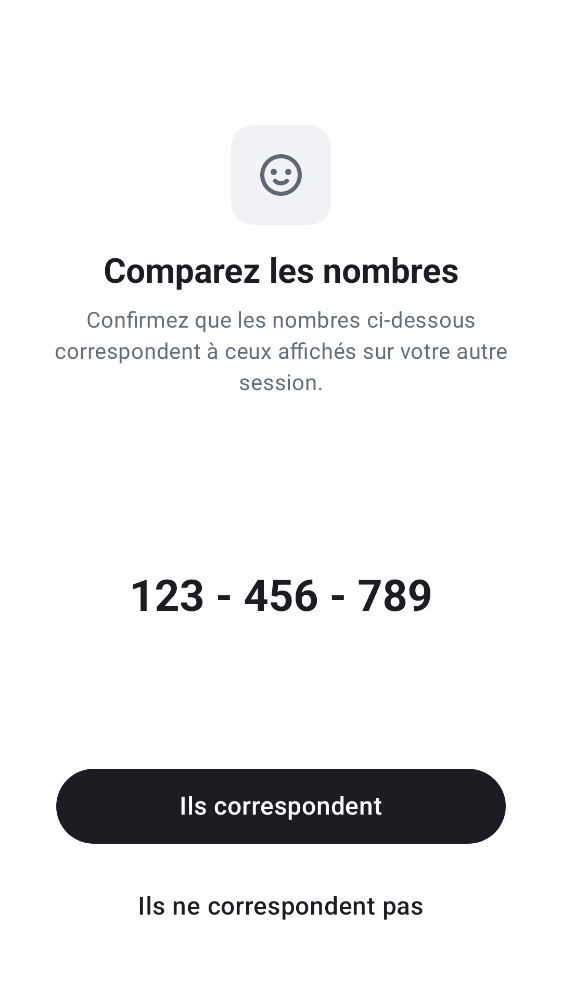 Comparez les nombres
Confirmez que les nombres ci-dessous
correspondent à ceux affichés sur votre autre
session.
123 - 456 - 789
Ils correspondent
Ils ne correspondent pas